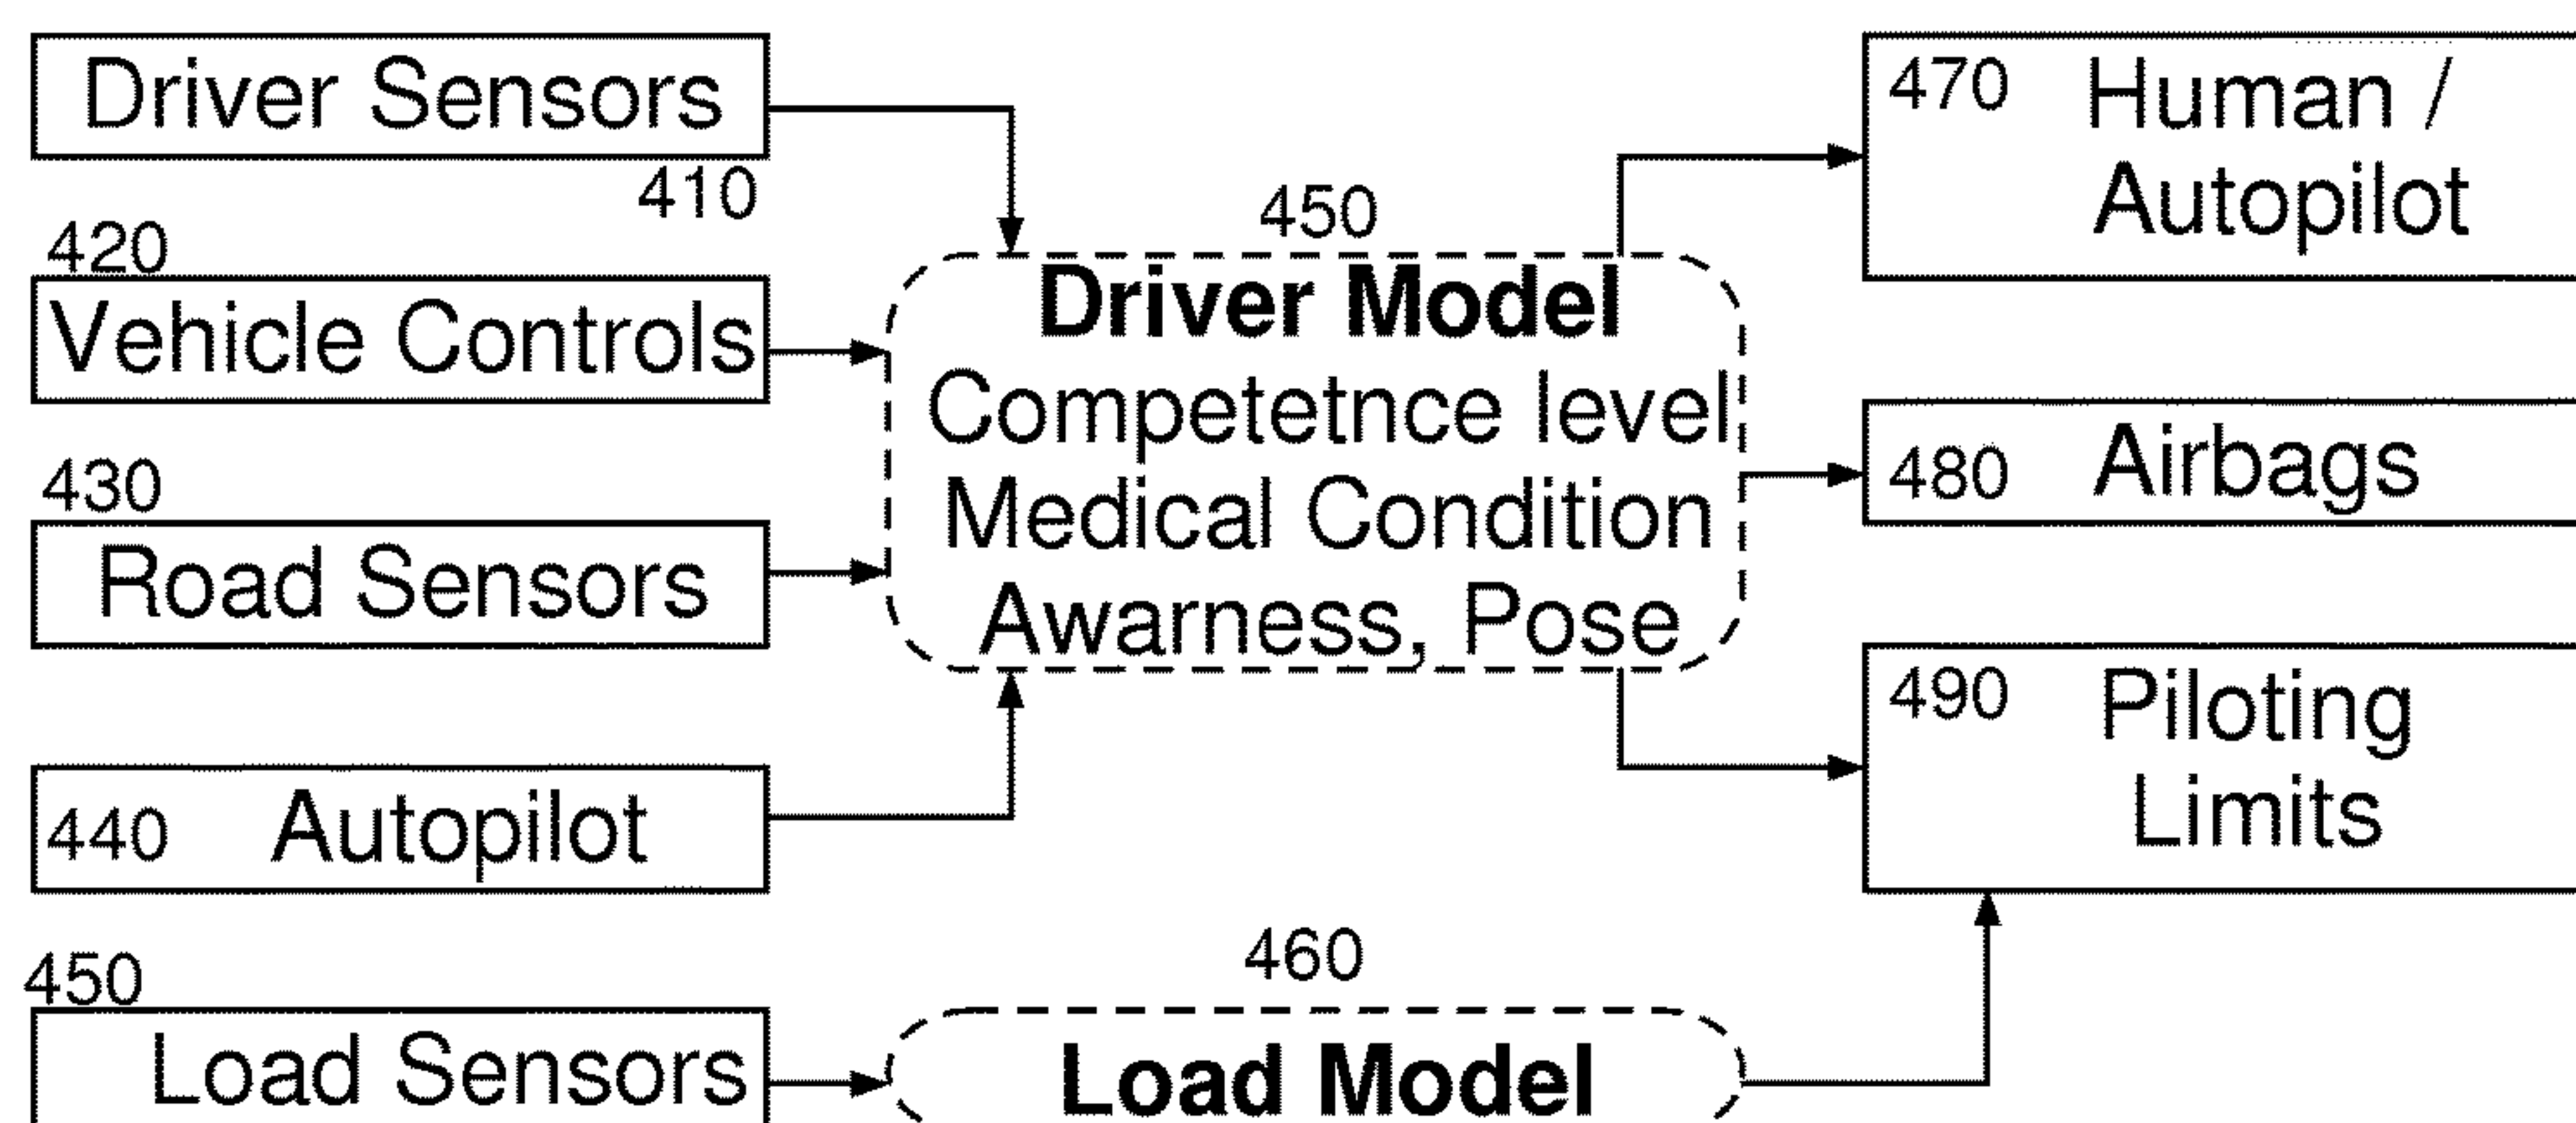 Driver Sensors
410
420
Vehicle Controls
430
Road Sensors
440 Autopilot
450
Load Sensors
450
Driver Model
Competetnce level
Medical Condition
Awarness, Pose
460
Load Model
470 Human /
Autopilot
480 Airbags
490 Piloting
Limits